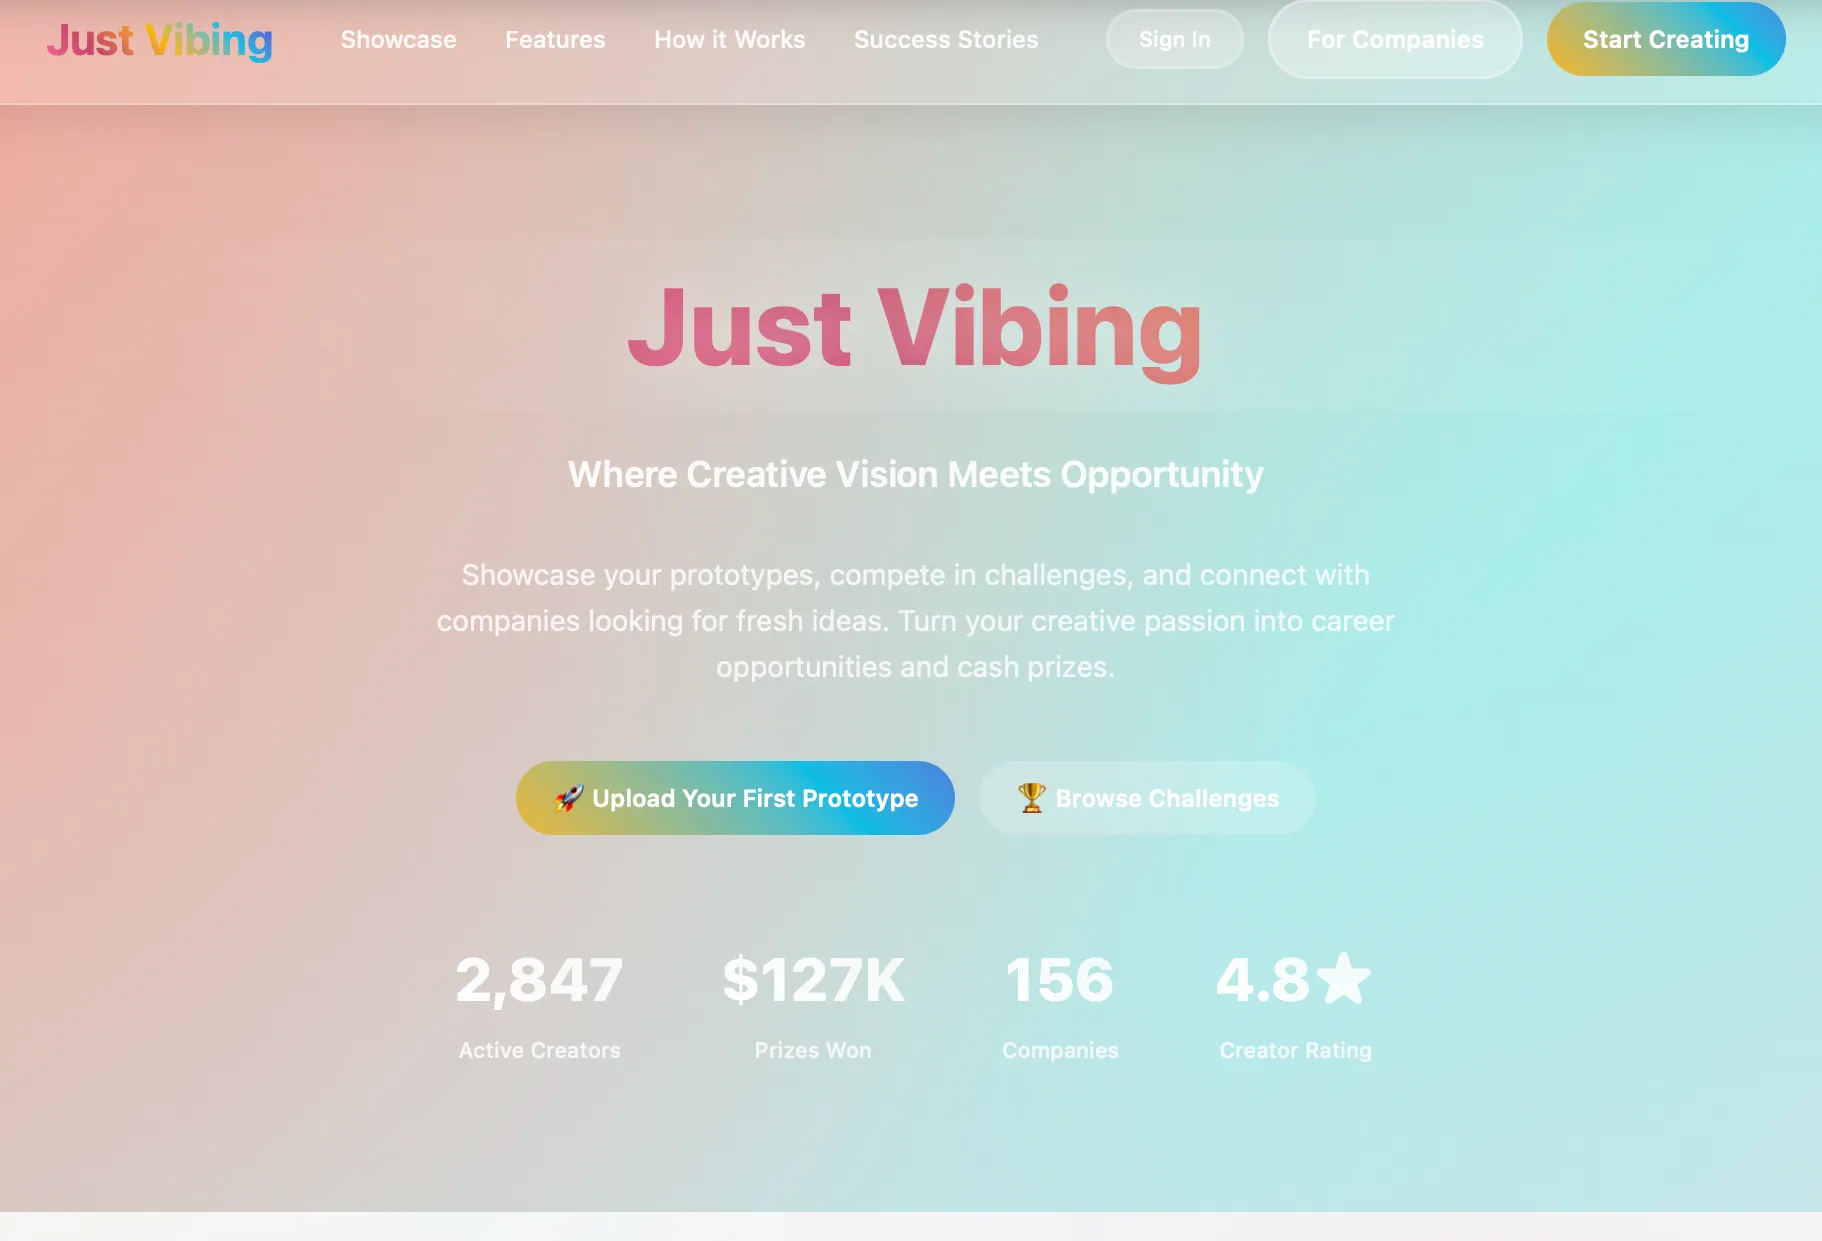 Just Vibing
Showcase
Features
How it Works
Success Stories
Sign In
For Companies
Start Creating
Just Vibing
Where Creative Vision Meets Opportunity
Showcase your prototypes, compete in challenges, and connect with
companies looking for fresh ideas. Turn your creative passion into career
opportunities and cash prizes.
🚀 Upload Your First Prototype
🏆 Browse Challenges
2,847
Active Creators
$127K
Prizes Won
156
Companies
4.8★
Creator Rating